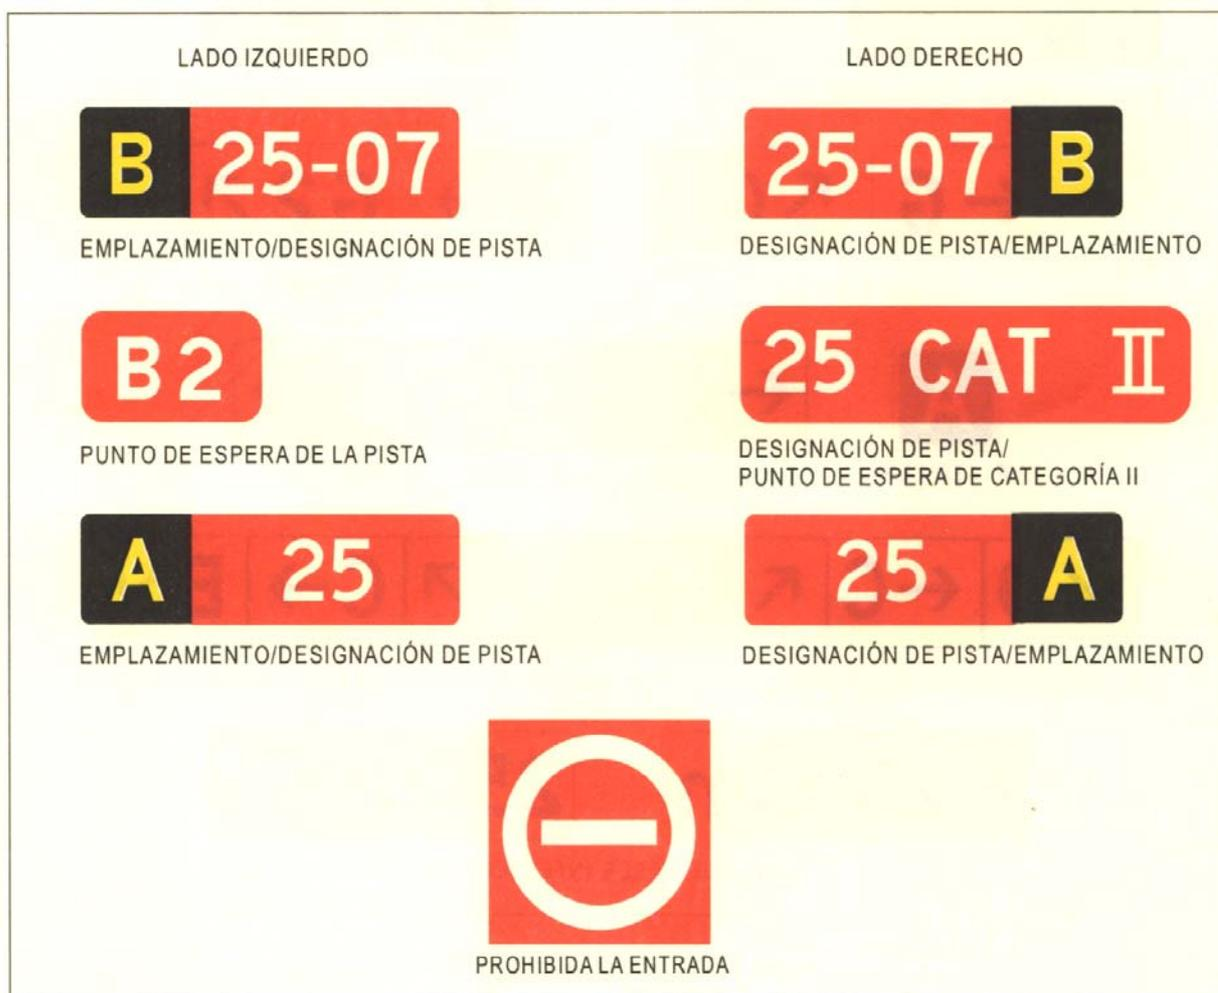 LADO IZQUIERDO
LADO DERECHO
B 25-07
25-07 B
EMPLAZAMIENTO/DESIGNACIÓN DE PISTA
DESIGNACIÓN DE PISTA/EMPLAZAMIENTO
B2
25 CAT II
PUNTO DE ESPERA DE LA PISTA
DESIGNACIÓN DE PISTA/
PUNTO DE ESPERA DE CATEGORÍA II
A 25
25 A
EMPLAZAMIENTO/DESIGNACIÓN DE PISTA
DESIGNACIÓN DE PISTA/EMPLAZAMIENTO
PROHIBIDA LA ENTRADA